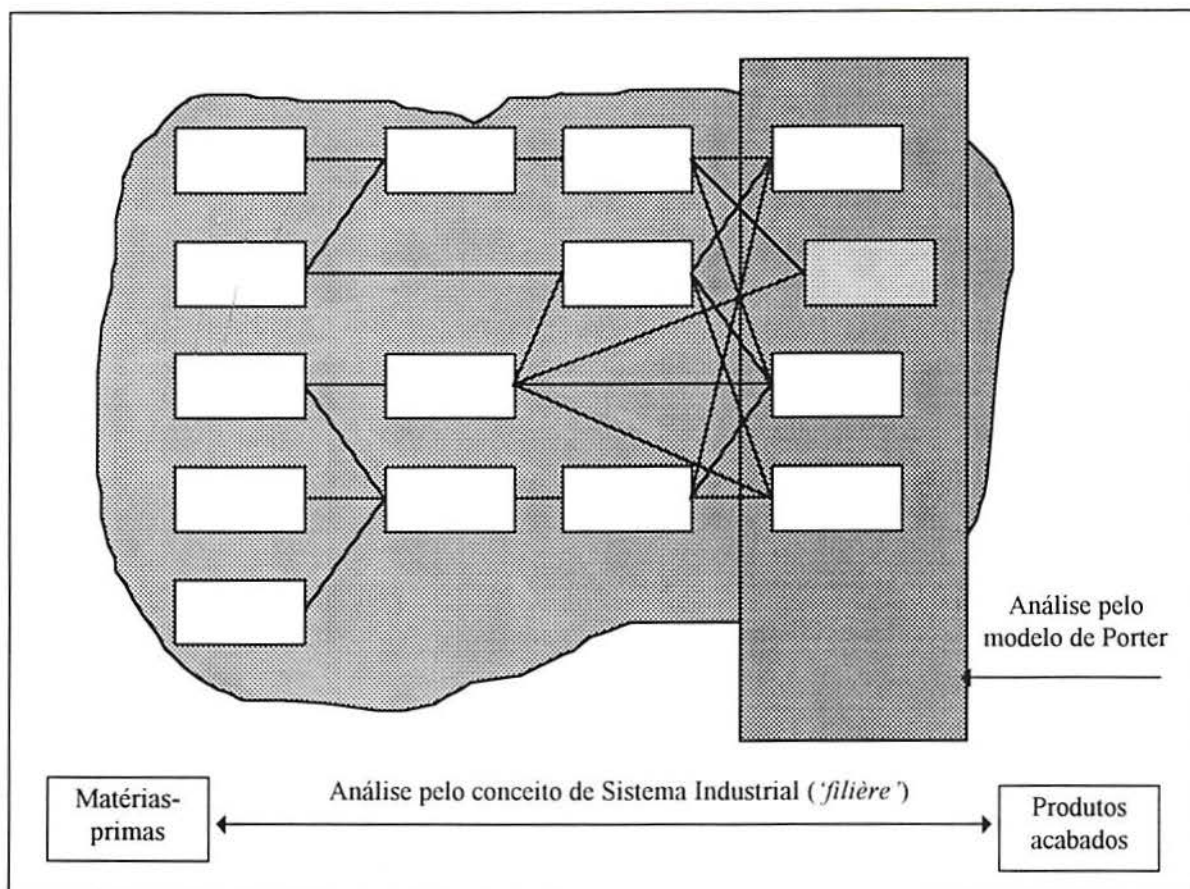 Análise pelo
modelo de Porter
Matérias-
primas
Análise pelo conceito de Sistema Industrial (‘filière’)
Produtos
acabados